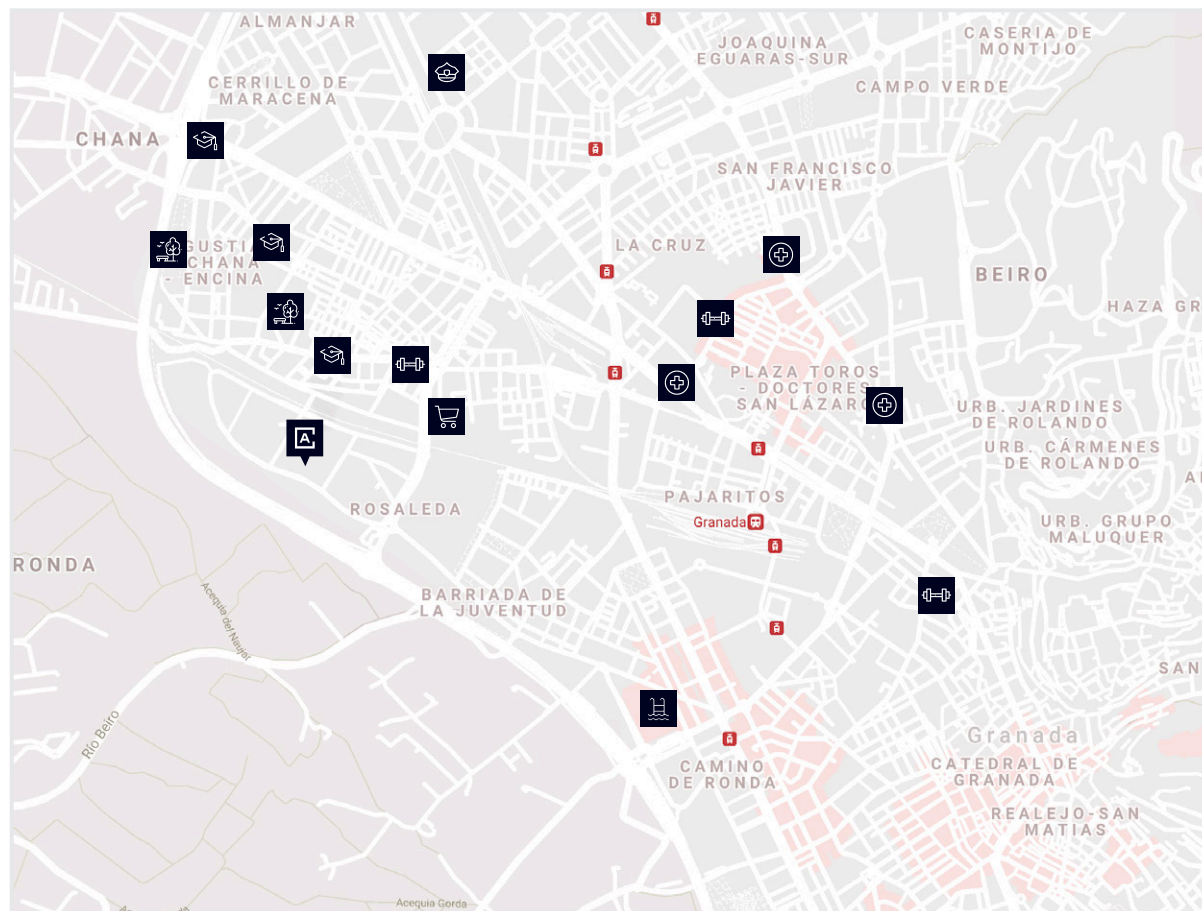 ALMANJAR
CASERIA DE
MONTIJO
JOAQUINA
EGUARAS-SUR
CERRILLO DE
MARACENA
CAMPO VERDE
CHANA
SAN FRANCISCO
JAVIER
LA CRUZ
GUSTIA
CHANA
- ENCINA
BEIRO
HAZA GR
PLAZA TOROS
- DOCTORES
SAN LÁZARO
URB. JARDINES
DE ROLANDO
URB. CÁRMENES
DE ROLANDO
A
ROSALEDA
PAJARITOS
Granada
URB. GRUPO
MALUQUER
RONDA
BARRIADA DE
LA JUVENTUD
Acequia del Naujar
SAN
Río Beiro
Granada
CAMINO
DE RONDA
CATEDRAL DE
GRANADA
REALEJO-SAN
MATIAS
Acequia Gorda